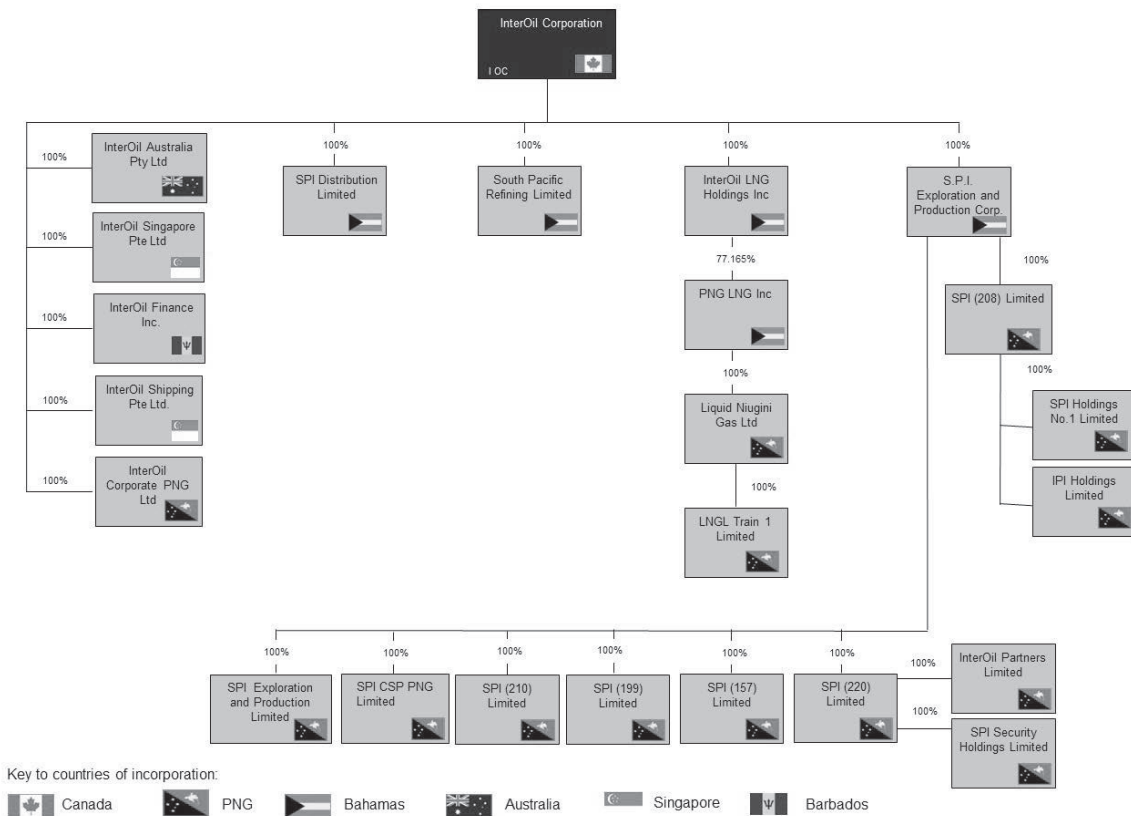 InterOil Corporation
I OC
100%
InterOil Australia
Pty Ltd
100%
InterOil Singapore
Pte Ltd
100%
InterOil Finance
Inc.
100%
InterOil Shipping
Pte Ltd.
100%
InterOil
Corporate PNG
Ltd
100%
SPI Distribution
Limited
100%
South Pacific
Refining Limited
100%
InterOil LNG
Holdings Inc
77.165%
PNG LNG Inc
100%
Liquid Niugini
Gas Ltd
100%
LNGL Train 1
Limited
100%
S.P.I.
Exploration and
Production Corp.
100%
SPI (208) Limited
100%
SPI Holdings
No.1 Limited
IPI Holdings
Limited
100%
SPI Exploration
and Production
Limited
100%
SPI CSP PNG
Limited
100%
SPI (210)
Limited
100%
SPI (199)
Limited
100%
SPI (157)
Limited
100%
SPI (220)
Limited
100%
InterOil Partners
Limited
100%
SPI Security
Holdings Limited
Key to countries of incorporation:
Canada PNG Bahamas Australia Singapore Barbados